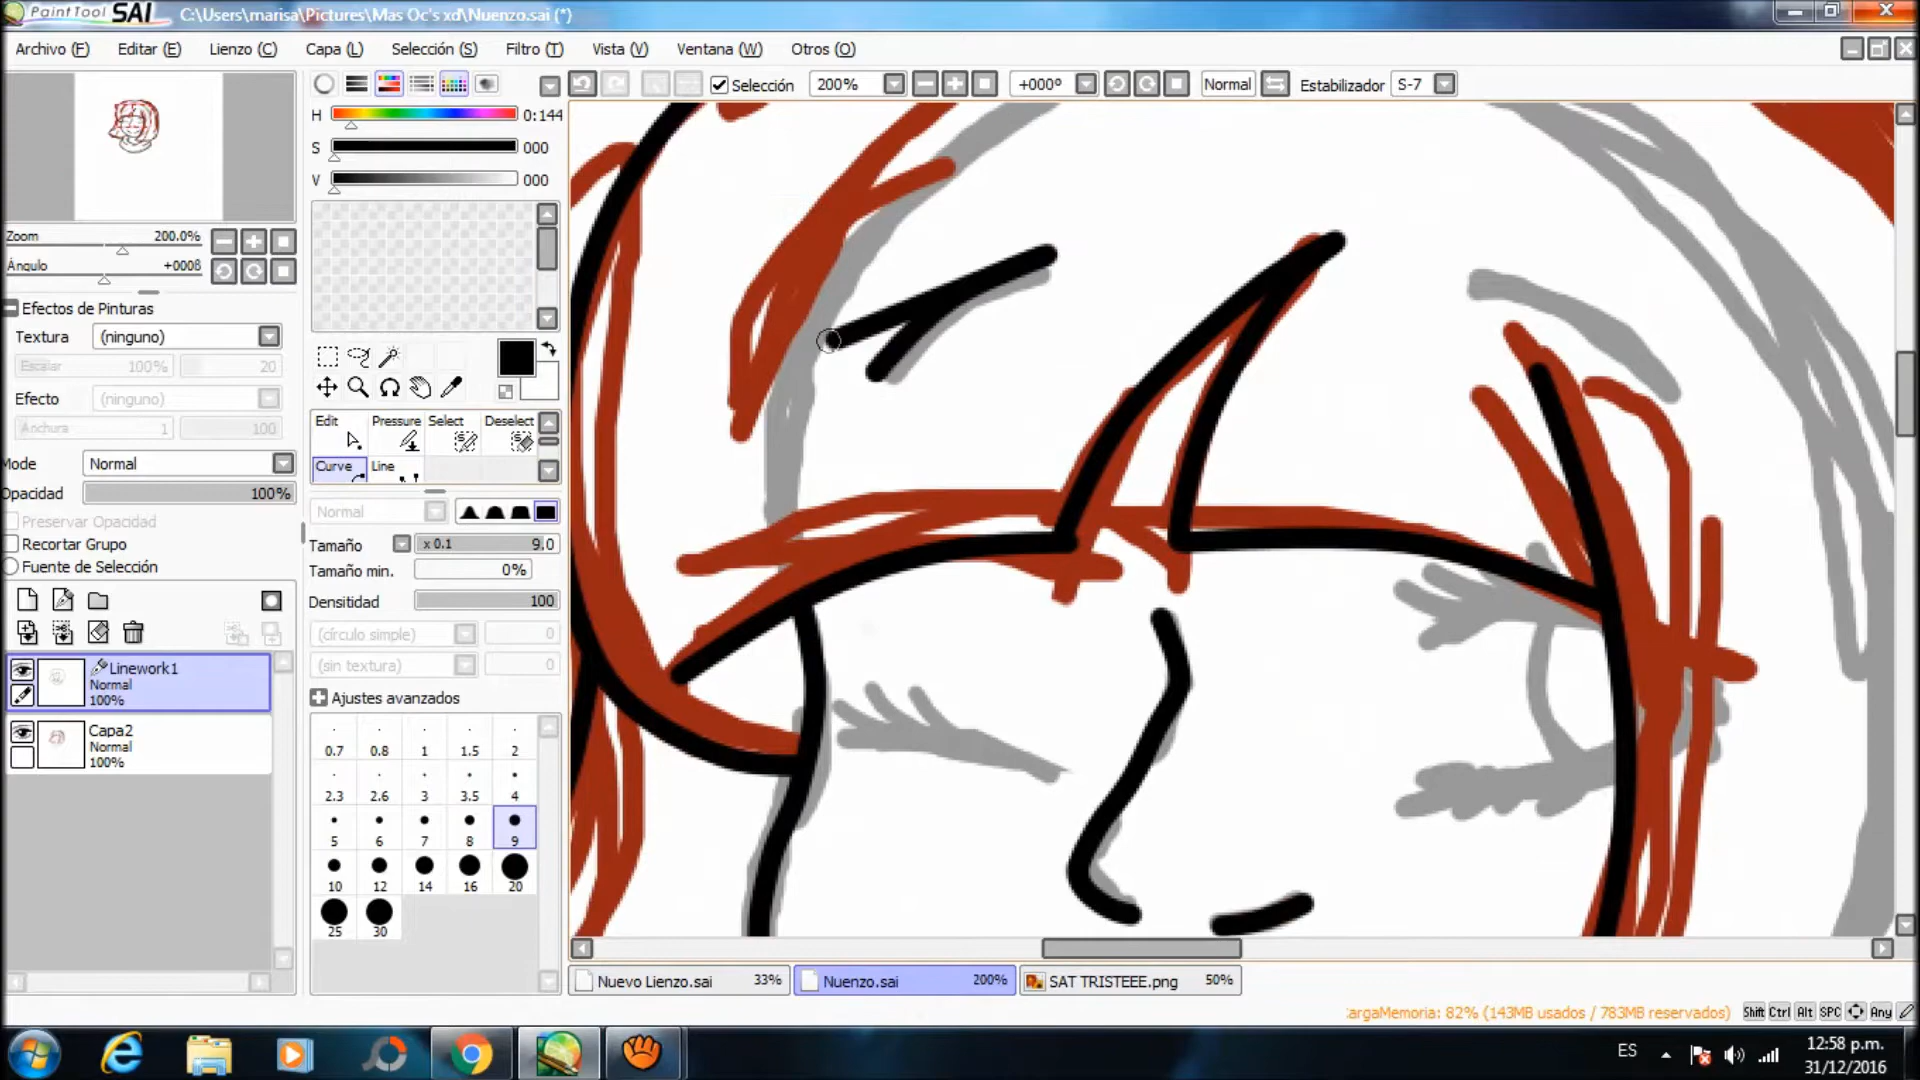 PaintTool SAI C:\Users\marisa\Pictures\Mas Oc's xd\Nuenzo.sai (*)
Archivo (F) Editar (E) Lienzo (C) Capa (L) Selección (S) Filtro (T) Vista (V) Ventana (W) Otros (O)
Selección 200% +000º Normal Estabilizador S-7
H 0:144
S 000
V 000
Zoom 200.0%
Ángulo +000ß
Efectos de Pinturas
Textura (ninguno)
Escalar 100% 20
Efecto (ninguno)
Anchura 1 100
Mode Normal
Opacidad 100%
Preservar Opacidad
Recortar Grupo
Fuente de Selección
Linework1
Normal
100%
Capa2
Normal
100%
Edit Pressure Select Deselect
Curve Line
Normal
Tamaño x 0.1 9.0
Tamaño min. 0%
Densitidad 100
(círculo simple) 0
(sin textura) 0
Ajustes avanzados
0.7 0.8 1 1.5 2
2.3 2.6 3 3.5 4
5 6 7 8 9
10 12 14 16 20
25 30
Nuevo Lienzo.sai 33% Nuenzo.sai 200% SAT TRISTEEE.png 50%
:argaMemoria: 82% (143MB usados / 783MB reservados) Shift Ctrl Alt SPC Any
ES 12:58 p.m.
31/12/2016